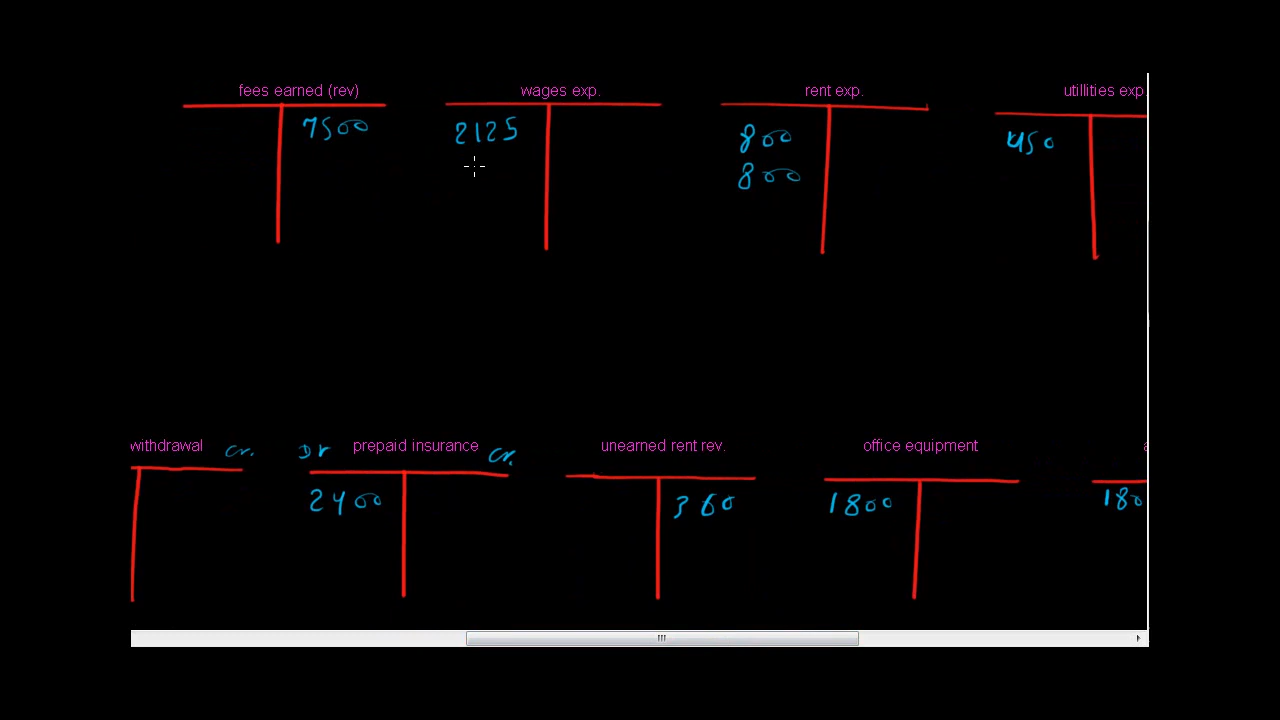 fees earned (rev) wages exp. rent exp. utillities exp.
7500 2125 800 450
800
withdrawal Cr. Dr prepaid insurance Cr. unearned rent rev. office equipment a
2400 360 1800 180